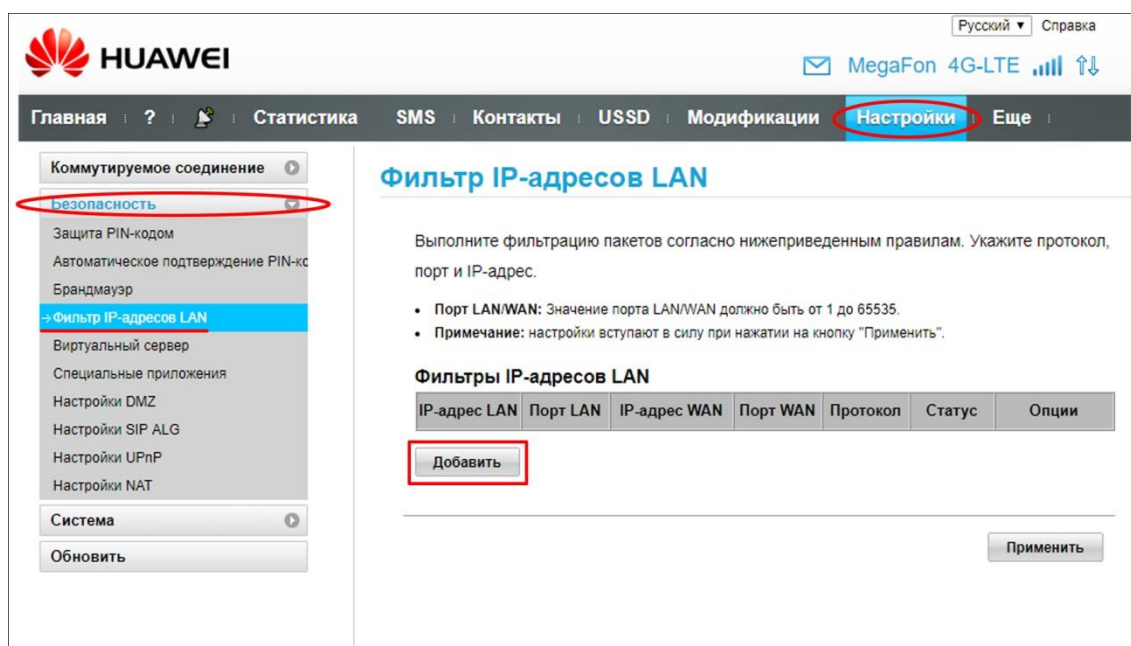 Русский ▼ Справка
HUAWEI
MegaFon 4G-LTE
Главная ? Статистика SMS Контакты USSD Модификации Настройки Еще
Коммутируемое соединение
Безопасность
Защита PIN-кодом
Автоматическое подтверждение PIN-кс
Брандмауэр
→Фильтр IP-адресов LAN
Виртуальный сервер
Специальные приложения
Настройки DMZ
Настройки SIP ALG
Настройки UPnP
Настройки NAT
Система
Обновить
Фильтр IP-адресов LAN
Выполните фильтрацию пакетов согласно нижеприведенным правилам. Укажите протокол,
порт и IP-адрес.
• Порт LAN/WAN: Значение порта LAN/WAN должно быть от 1 до 65535.
• Примечание: настройки вступают в силу при нажатии на кнопку "Применить".
Фильтры IP-адресов LAN
IP-адрес LAN Порт LAN IP-адрес WAN Порт WAN Протокол Статус Опции
Добавить
Применить